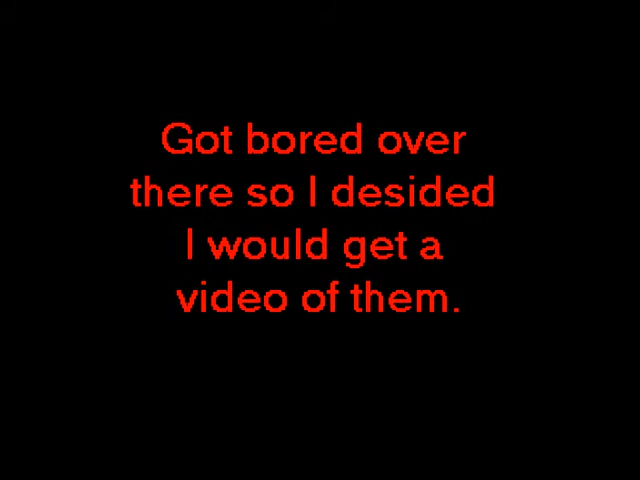 Got bored over
there so I desided
I would get a
video of them.